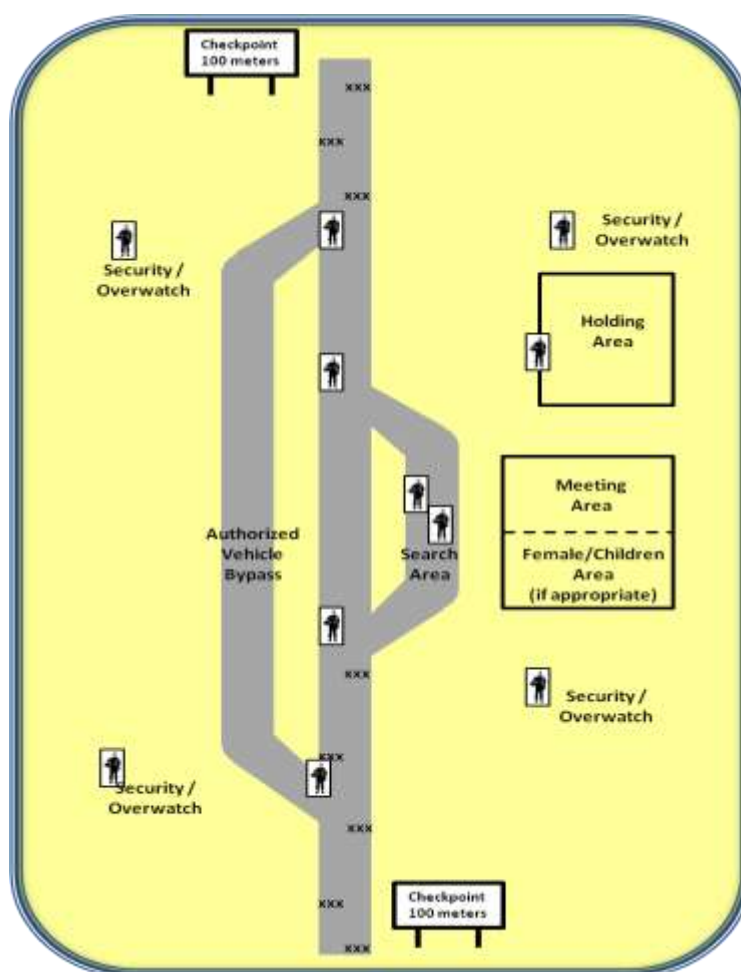 Checkpoint
100 meters
xxx
xxx
xxx
Security /
Overwatch
Security /
Overwatch
Holding
Area
Meeting
Area
Authorized
Vehicle
Bypass
Search
Area
Female/Children
Area
(if appropriate)
xxx
Security /
Overwatch
xxx
Security /
Overwatch
xxx
Checkpoint
100 meters
xxx
xxx